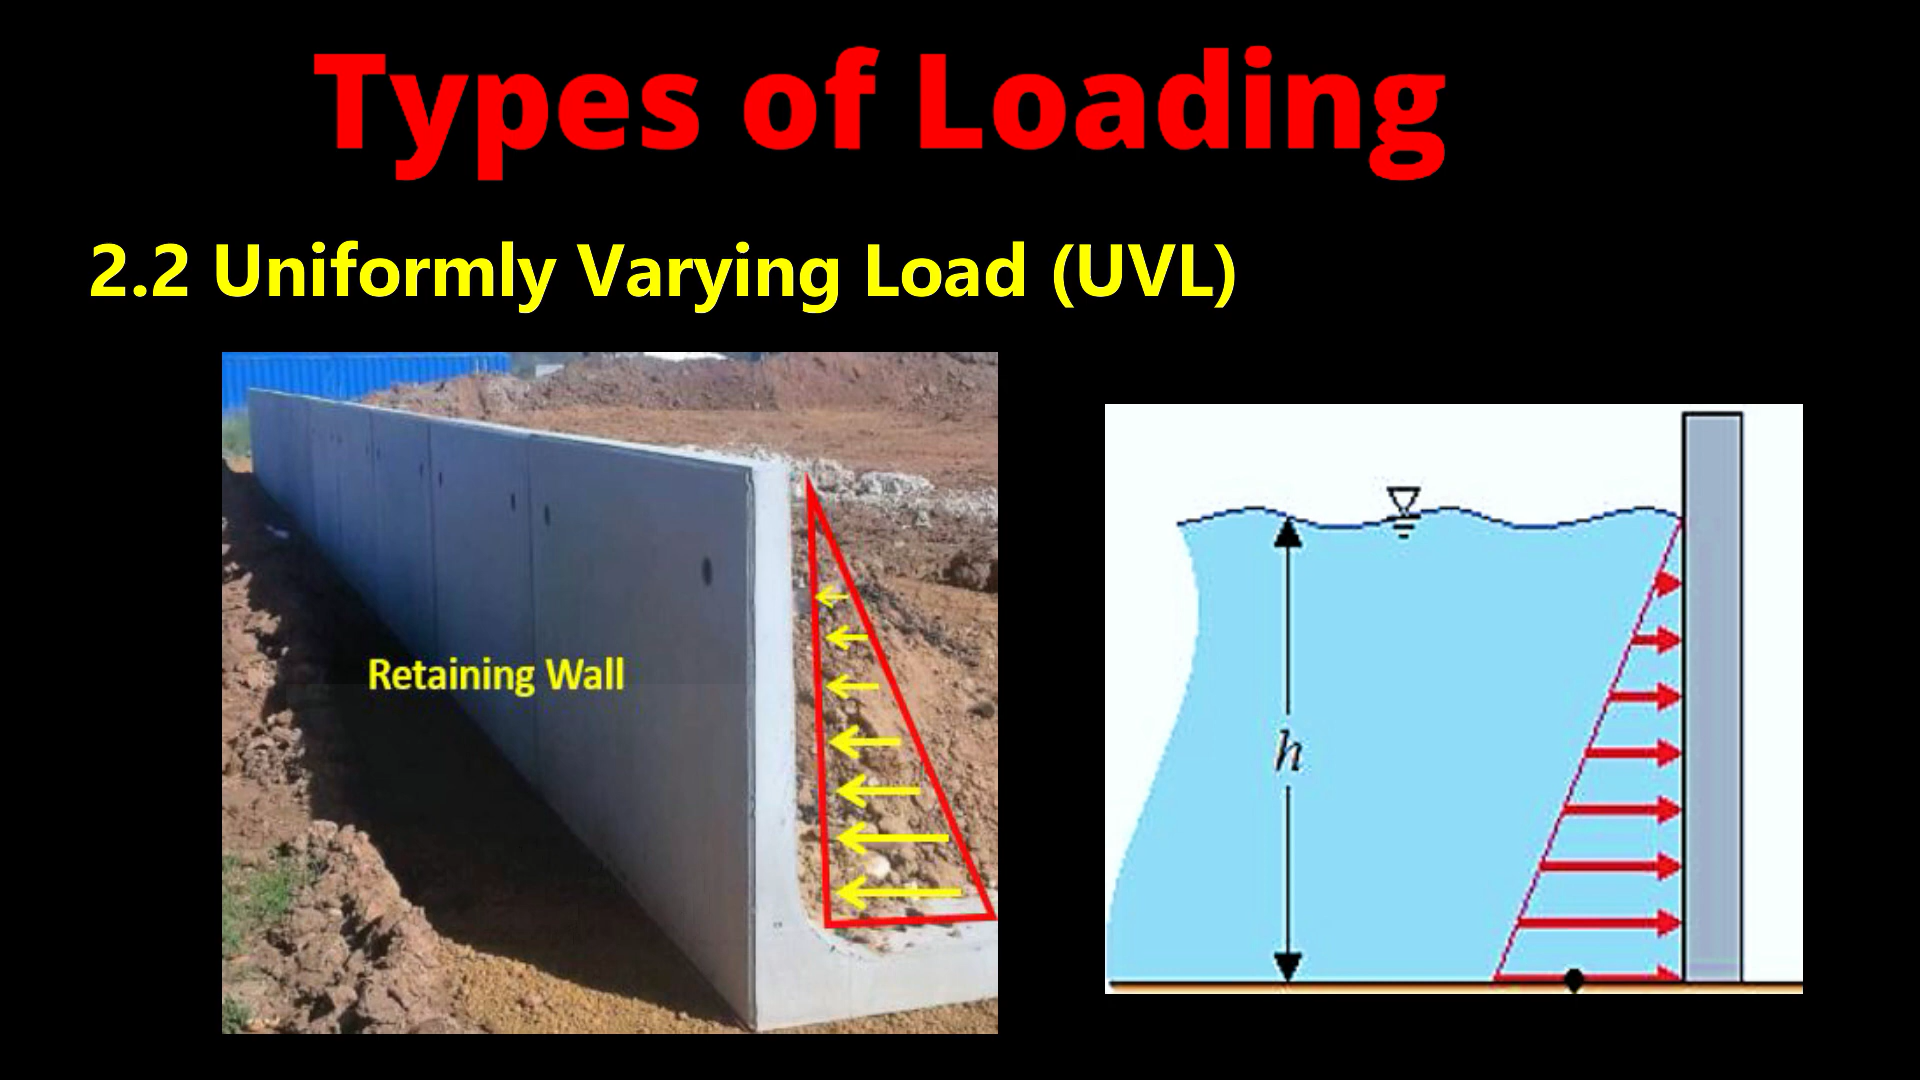 Types of Loading
2.2 Uniformly Varying Load (UVL)
Retaining Wall
h